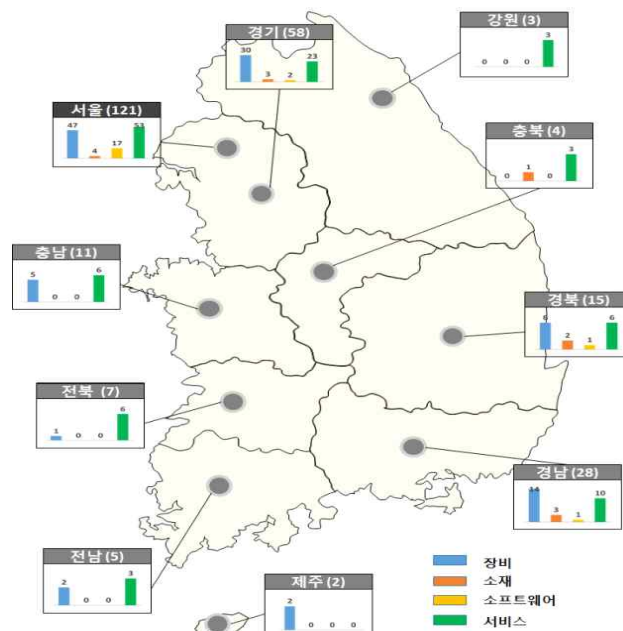 경기 (58)
30 3 2 23
강원 (3)
0 0 0 3
서울 (121)
47 4 17 53
충북 (4)
0 1 0 3
충남 (11)
5 0 0 6
경북 (15)
6 2 1 6
전북 (7)
1 0 0 6
경남 (28)
14 3 1 10
전남 (5)
2 0 0 3
제주 (2)
2 0 0 0
장비
소재
소프트웨어
서비스